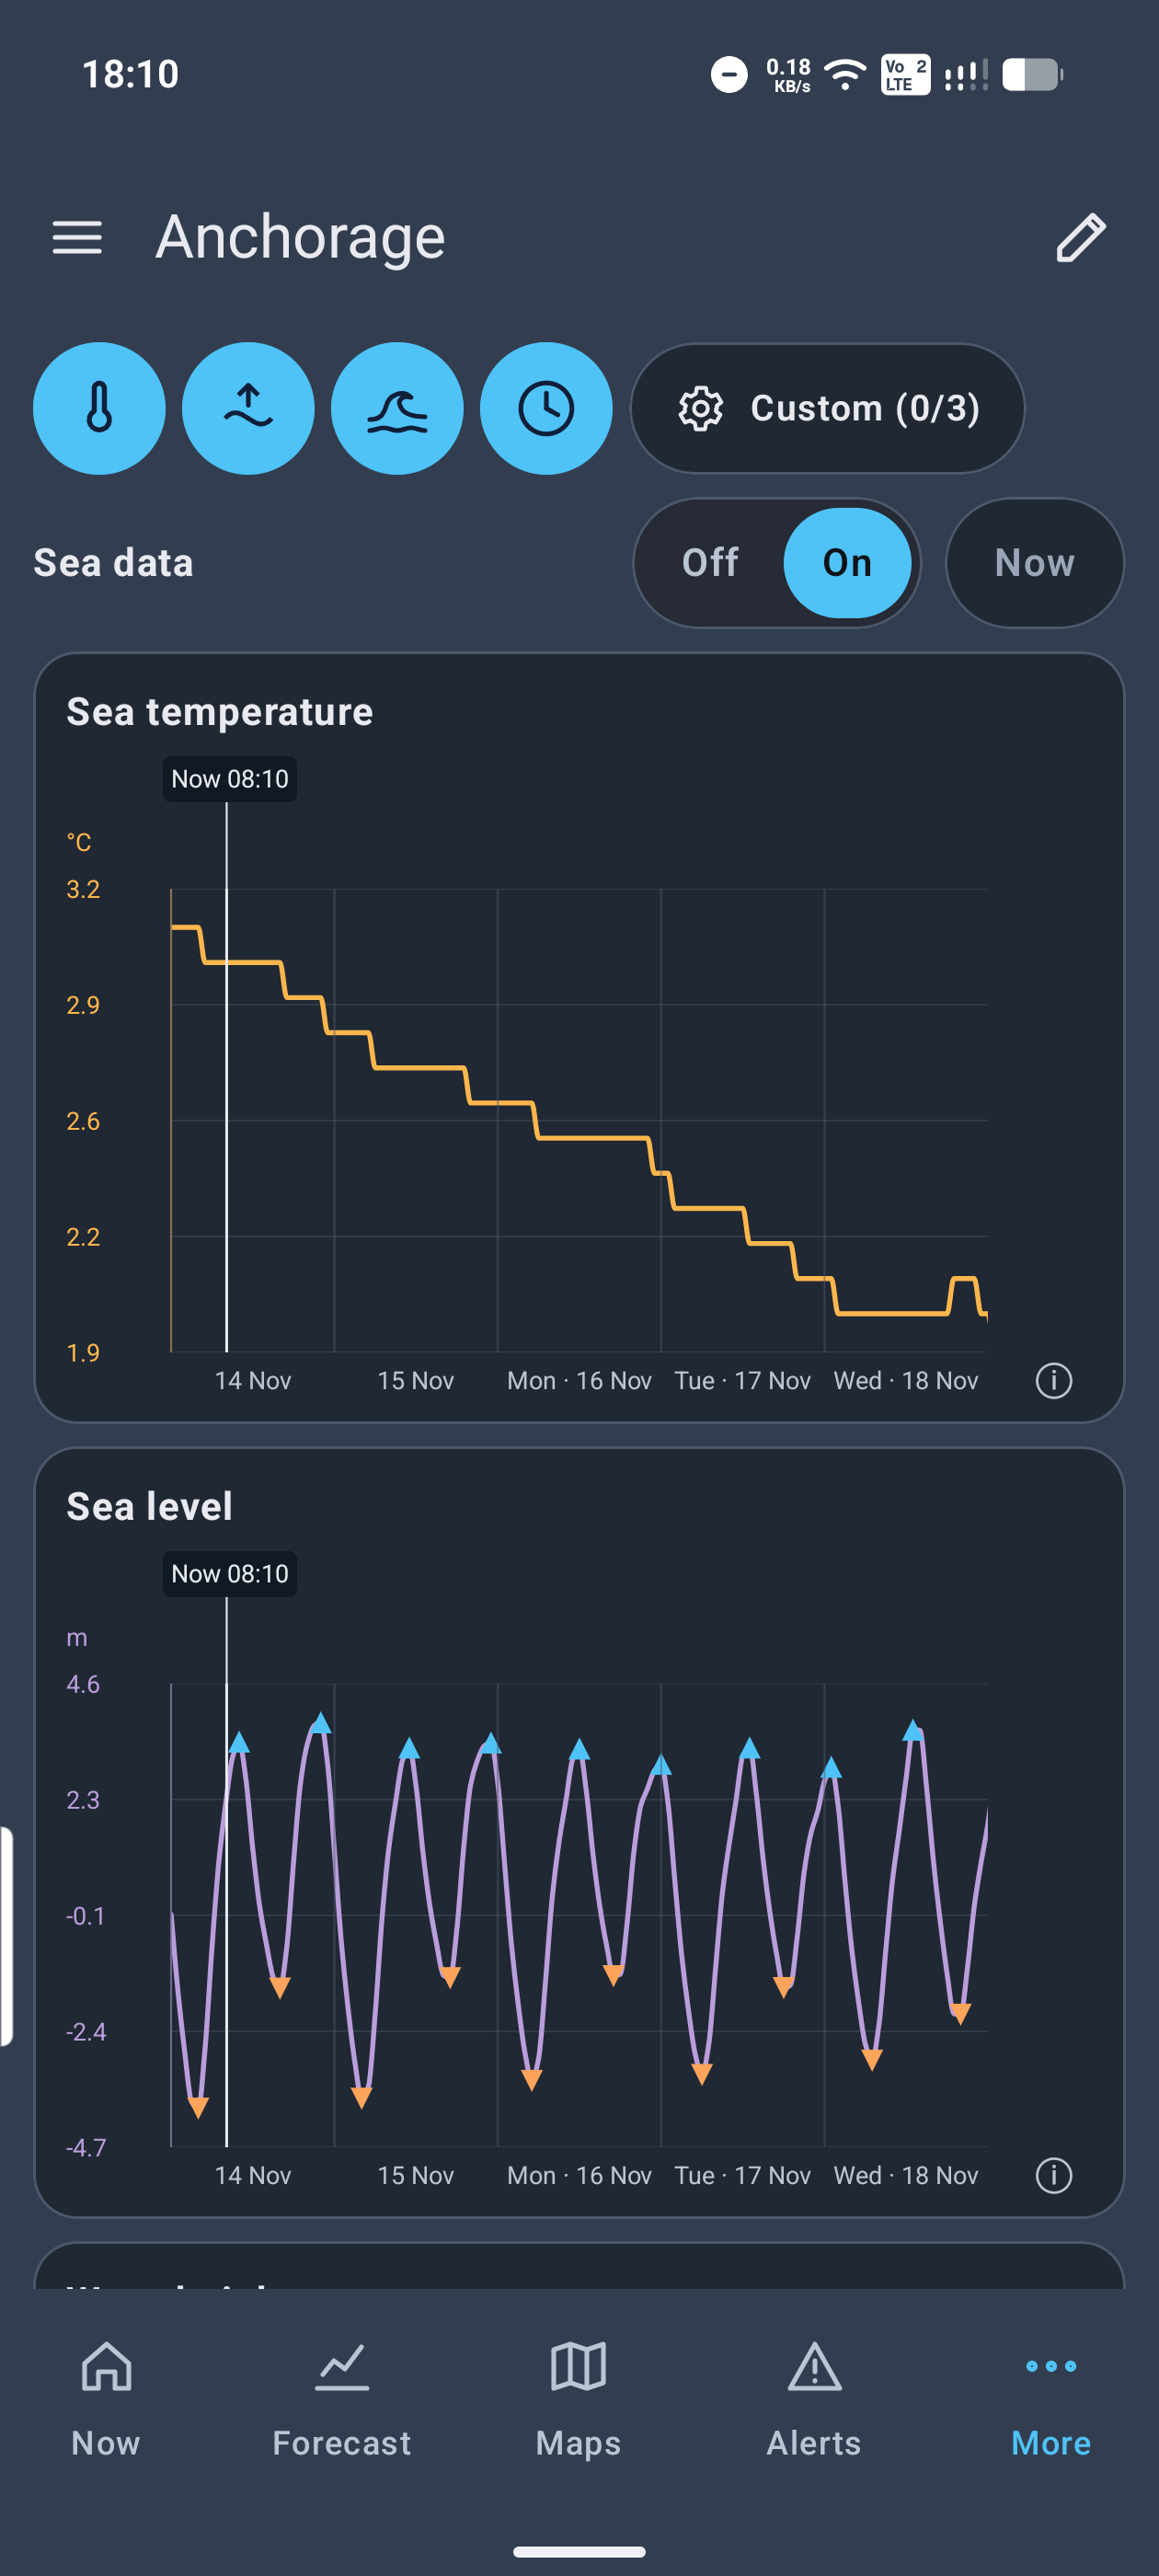 18:10
0.18
KB/s
Vo 2
LTE
Anchorage
Custom (0/3)
Sea data
Off
On
Now
Sea temperature
Now 08:10
°C
3.2
2.9
2.6
2.2
1.9
14 Nov
15 Nov
Mon · 16 Nov
Tue · 17 Nov
Wed · 18 Nov
Sea level
Now 08:10
m
4.6
2.3
-0.1
-2.4
-4.7
14 Nov
15 Nov
Mon · 16 Nov
Tue · 17 Nov
Wed · 18 Nov
Now
Forecast
Maps
Alerts
More